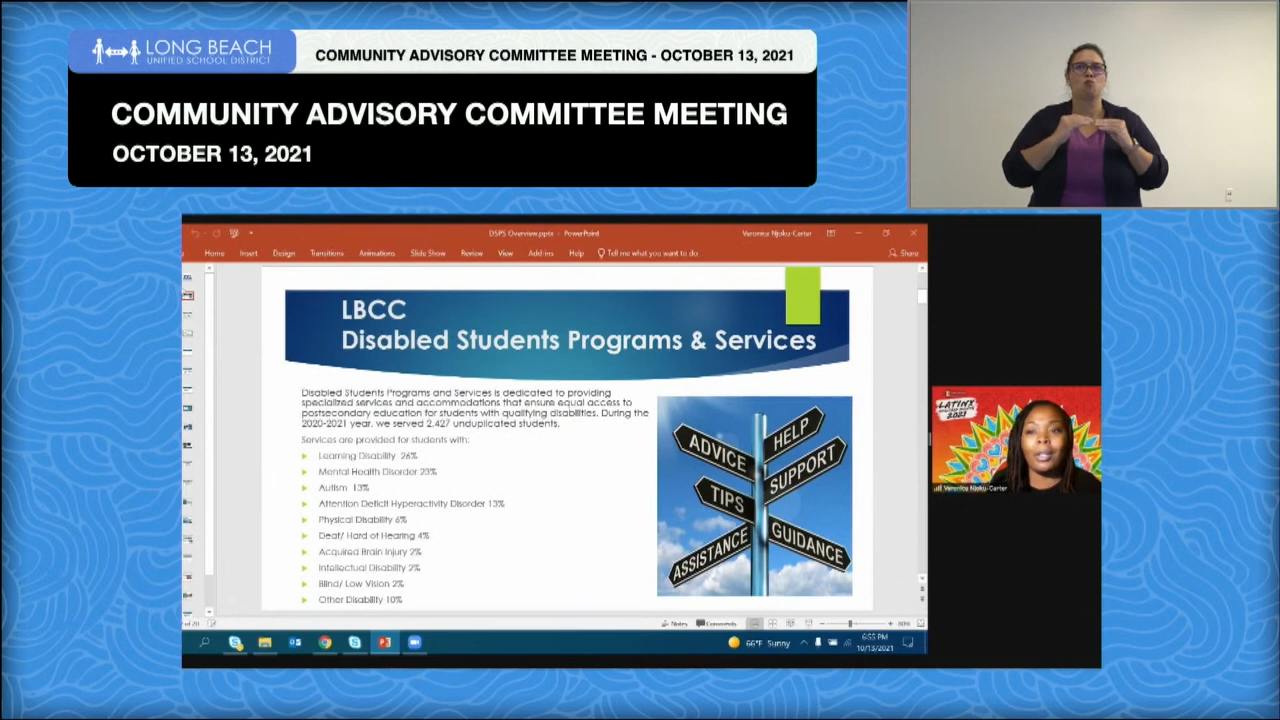 LONG BEACH
UNIFIED SCHOOL DISTRICT
COMMUNITY ADVISORY COMMITTEE MEETING - OCTOBER 13, 2021
COMMUNITY ADVISORY COMMITTEE MEETING
OCTOBER 13, 2021
DSPS Overview.pptx - PowerPoint
Veronica Njoku-Carter
Home Insert Design Transitions Animations Slide Show Review View Add-ins Help Tell me what you want to do Share
LBCC
Disabled Students Programs & Services
Disabled Students Programs and Services is dedicated to providing
specialized services and accommodations that ensure equal access to
postsecondary education for students with qualifying disabilities. During the
2020-2021 year, we served 2,427 unduplicated students.
Services are provided for students with:
Learning Disability 26%
Mental Health Disorder 23%
Autism 13%
Attention Deficit Hyperactivity Disorder 13%
Physical Disability 6%
Deaf/ Hard of Hearing 4%
Acquired Brain Injury 2%
Intellectual Disability 2%
Blind/ Low Vision 2%
Other Disability 10%
ADVICE
HELP
SUPPORT
TIPS
GUIDANCE
ASSISTANCE
LATINX
2021
Veronica Njoku-Carter
Notes Comments 80%
66°F Sunny
6:55 PM
10/13/2021